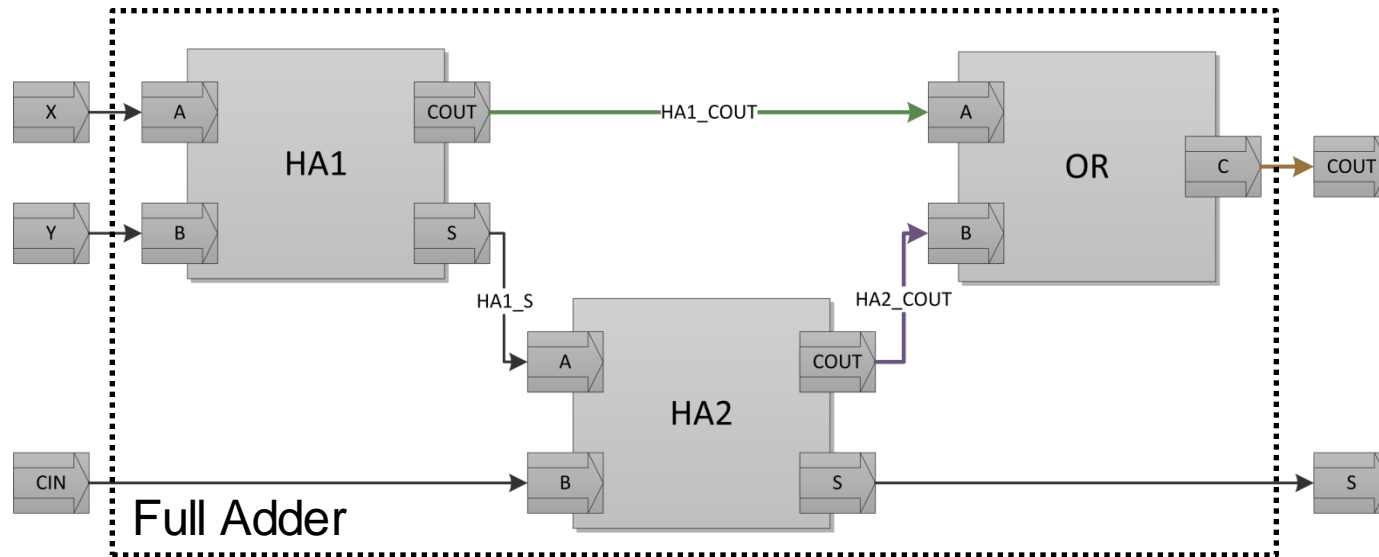 X
A
COUT
HA1_COUT
A
HA1
OR
C
COUT
Y
B
S
B
HA1_S
HA2_COUT
A
COUT
HA2
CIN
B
S
S
Full Adder